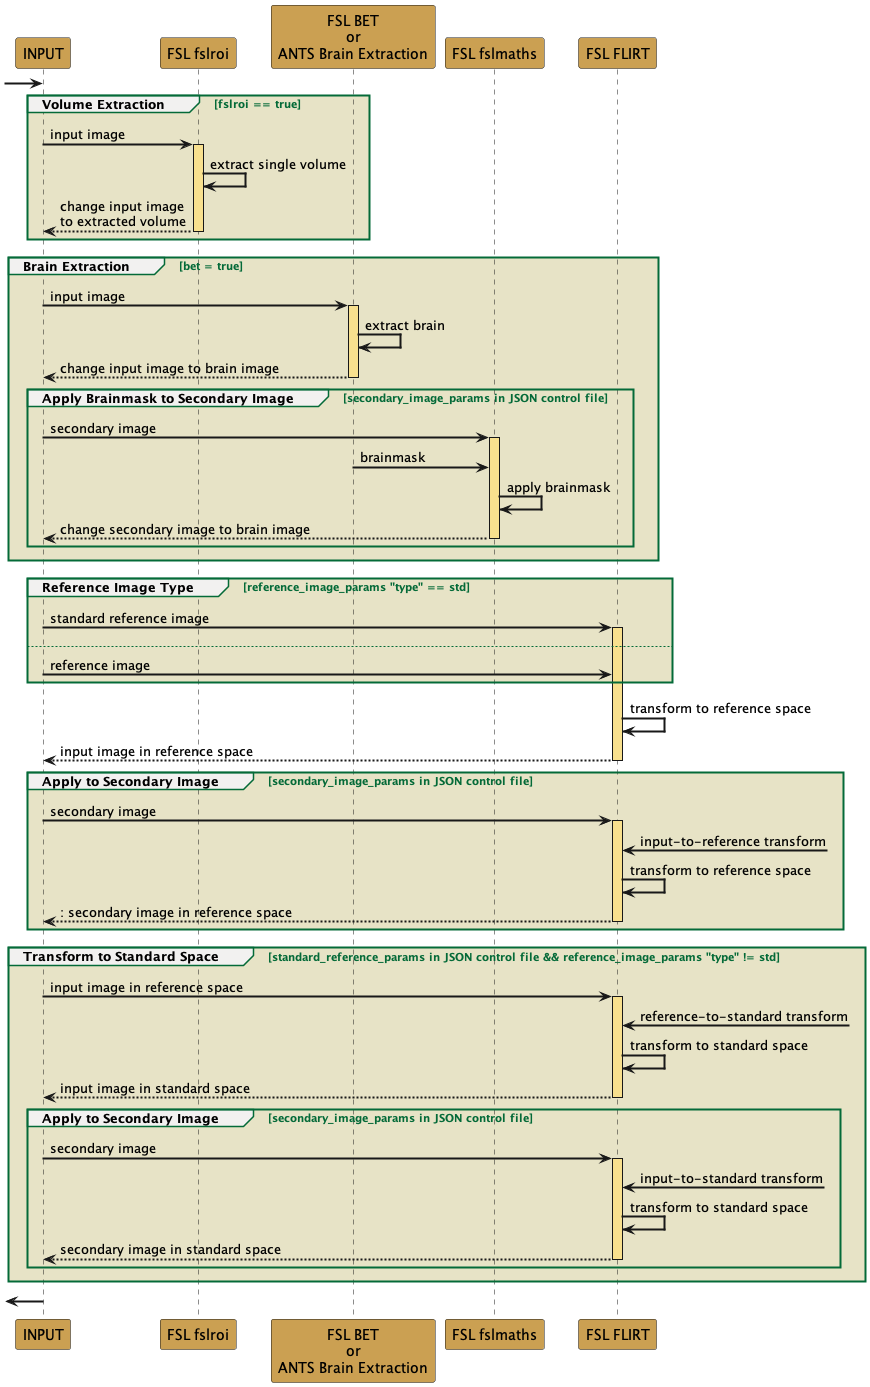 FSL BET
or
ANTS Brain Extraction
INPUT
FSL fslroi
FSL fslmaths
FSL FLIRT
Volume Extraction
[fslroi == true]
input image
extract single volume
change input image
to extracted volume
Brain Extraction
[bet = true]
input image
extract brain
change input image to brain image
Apply Brainmask to Secondary Image
[secondary_image_params in JSON control file]
secondary image
brainmask
apply brainmask
change secondary image to brain image
Reference Image Type
[reference_image_params "type" == std]
standard reference image
reference image
transform to reference space
input image in reference space
Apply to Secondary Image
[secondary_image_params in JSON control file]
secondary image
input-to-reference transform
transform to reference space
: secondary image in reference space
Transform to Standard Space
[standard_reference_params in JSON control file && reference_image_params "type" != std]
input image in reference space
reference-to-standard transform
transform to standard space
input image in standard space
Apply to Secondary Image
[secondary_image_params in JSON control file]
secondary image
input-to-standard transform
transform to standard space
secondary image in standard space
INPUT
FSL fslroi
FSL BET
or
ANTS Brain Extraction
FSL fslmaths
FSL FLIRT